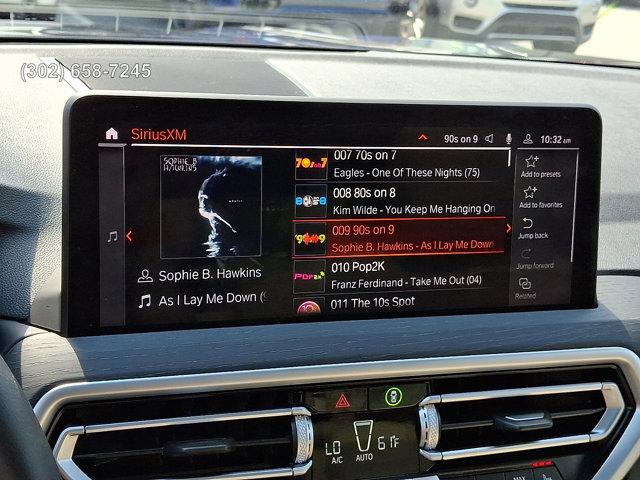 (302) 658-7245
SiriusXM
90s on 9
10:32 am
SOPHIE B
HAWKINS
whaler
Sophie B. Hawkins
As I Lay Me Down (
007 70s on 7
Eagles - One Of These Nights (75)
008 80s on 8
Kim Wilde - You Keep Me Hanging On
009 90s on 9
Sophie B. Hawkins - As I Lay Me Down
010 Pop2K
Franz Ferdinand - Take Me Out (04)
011 The 10s Spot
Add to presets
Add to favorites
Jump back
Jump forward
Related
LO
A/C
AUTO
61°F
MAX